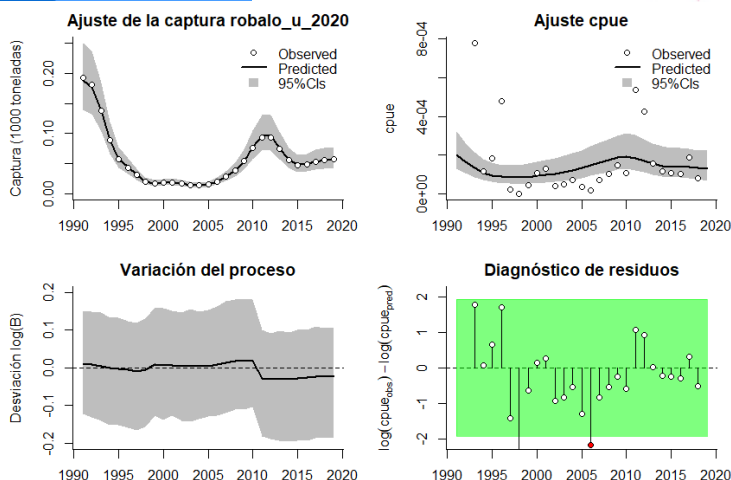 Ajuste de la captura robalo_u_2020
Captura (1000 toneladas)
0.00 0.10 0.20
Observed
Predicted
95%CIs
1990 1995 2000 2005 2010 2015 2020
Ajuste cpue
cpue
0e+00 4e-04 8e-04
Observed
Predicted
95%CIs
1990 1995 2000 2005 2010 2015 2020
Variación del proceso
Desviación log(B)
-0.2 -0.1 0.0 0.1 0.2
1990 1995 2000 2005 2010 2015 2020
Diagnóstico de residuos
log(cpue_obs) − log(cpue_pred)
-2 -1 0 1 2
1990 1995 2000 2005 2010 2015 2020